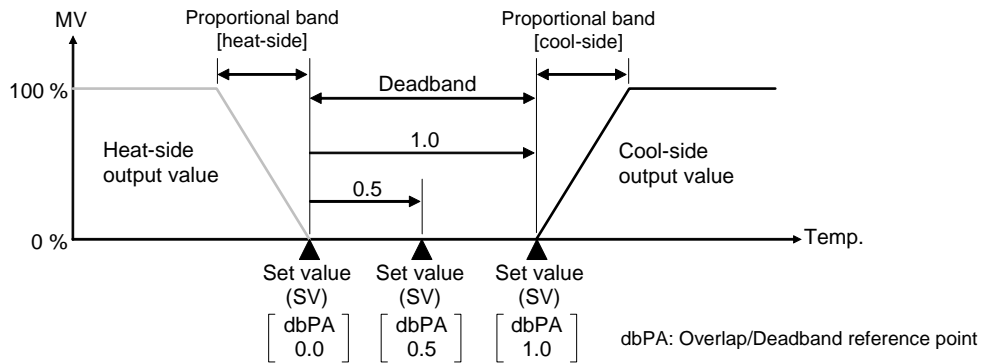 MV
Proportional band
[heat-side]
Proportional band
[cool-side]
100 %
Deadband
1.0
Heat-side
output value
Cool-side
output value
0.5
0 %
Temp.
Set value
(SV)
dbPA
0.0
Set value
(SV)
dbPA
0.5
Set value
(SV)
dbPA
1.0
dbPA: Overlap/Deadband reference point